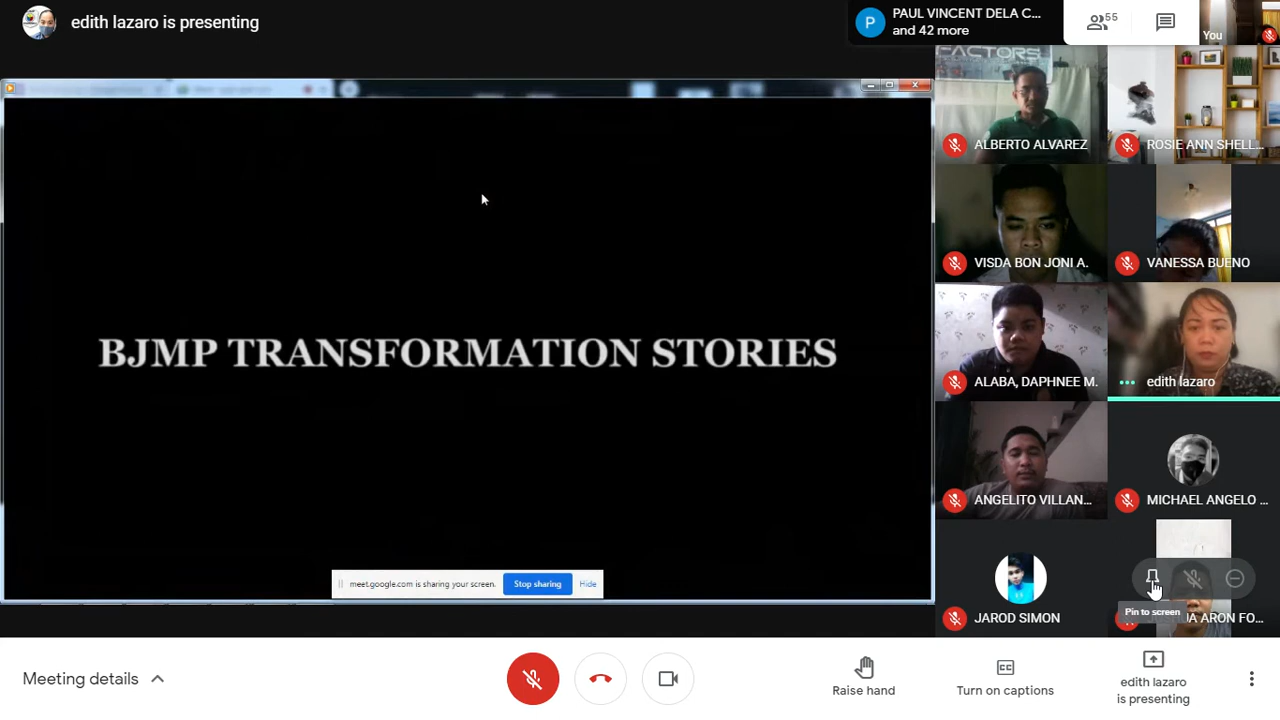 edith lazaro is presenting
PAUL VINCENT DELA C...
and 42 more
55
You
P
FACTORS
ALBERTO ALVAREZ
ROSIE ANN SHELL...
VISDA BON JONI A.
VANESSA BUENO
BJMP TRANSFORMATION STORIES
ALABA, DAPHNEE M.
edith lazaro
ANGELITO VILLAN...
MICHAEL ANGELO ...
meet.google.com is sharing your screen.
Stop sharing
Hide
Pin to screen
JAROD SIMON
JOSHUA ARON FO...
Meeting details
Raise hand
Turn on captions
edith lazaro
is presenting